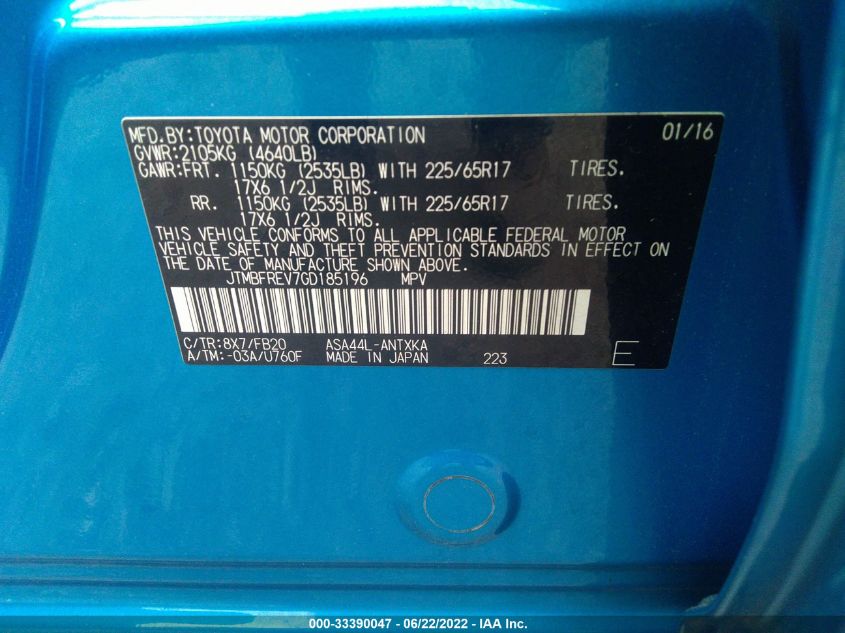 MFD.BY:TOYOTA MOTOR CORPORATION 01/16
GVWR:2105KG (4640LB)
GAWR:FRT. 1150KG (2535LB) WITH 225/65R17 TIRES.
17X6 1/2J RIMS.
RR. 1150KG (2535LB) WITH 225/65R17 TIRES.
17X6 1/2J RIMS.
THIS VEHICLE CONFORMS TO ALL APPLICABLE FEDERAL MOTOR
VEHICLE SAFETY AND THEFT PREVENTION STANDARDS IN EFFECT ON
THE DATE OF MANUFACTURE SHOWN ABOVE.
JTMBFREV7GD185196 MPV
C/TR:8X7/FB20 ASA44L-ANTXKA
A/TM:-03A/U760F MADE IN JAPAN 223 E
000-33390047 - 06/22/2022 - IAA Inc.